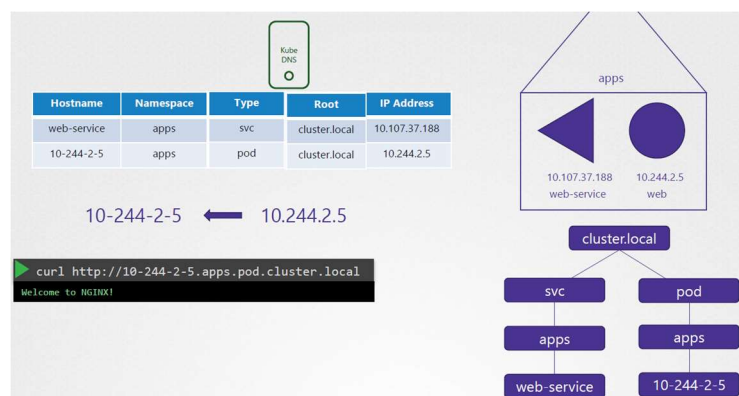 Kube
DNS
Hostname Namespace Type Root IP Address
web-service apps svc cluster.local 10.107.37.188
10-244-2-5 apps pod cluster.local 10.244.2.5
10-244-2-5 10.244.2.5
curl http://10-244-2-5.apps.pod.cluster.local
Welcome to NGINX!
apps
10.107.37.188 10.244.2.5
web-service web
cluster.local
svc pod
apps apps
web-service 10-244-2-5